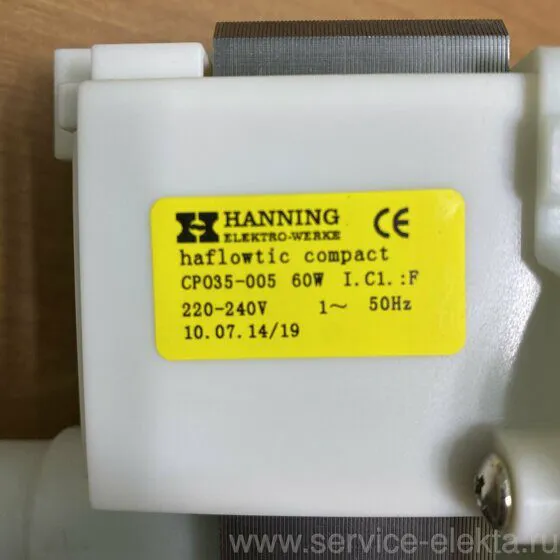 H HANNING
ELEKTRO-WERKE
CE
haflowtic compact
CP035-005 60W I.Cl.:F
220-240V 1~ 50Hz
10.07.14/19
www.service-elekta.ru